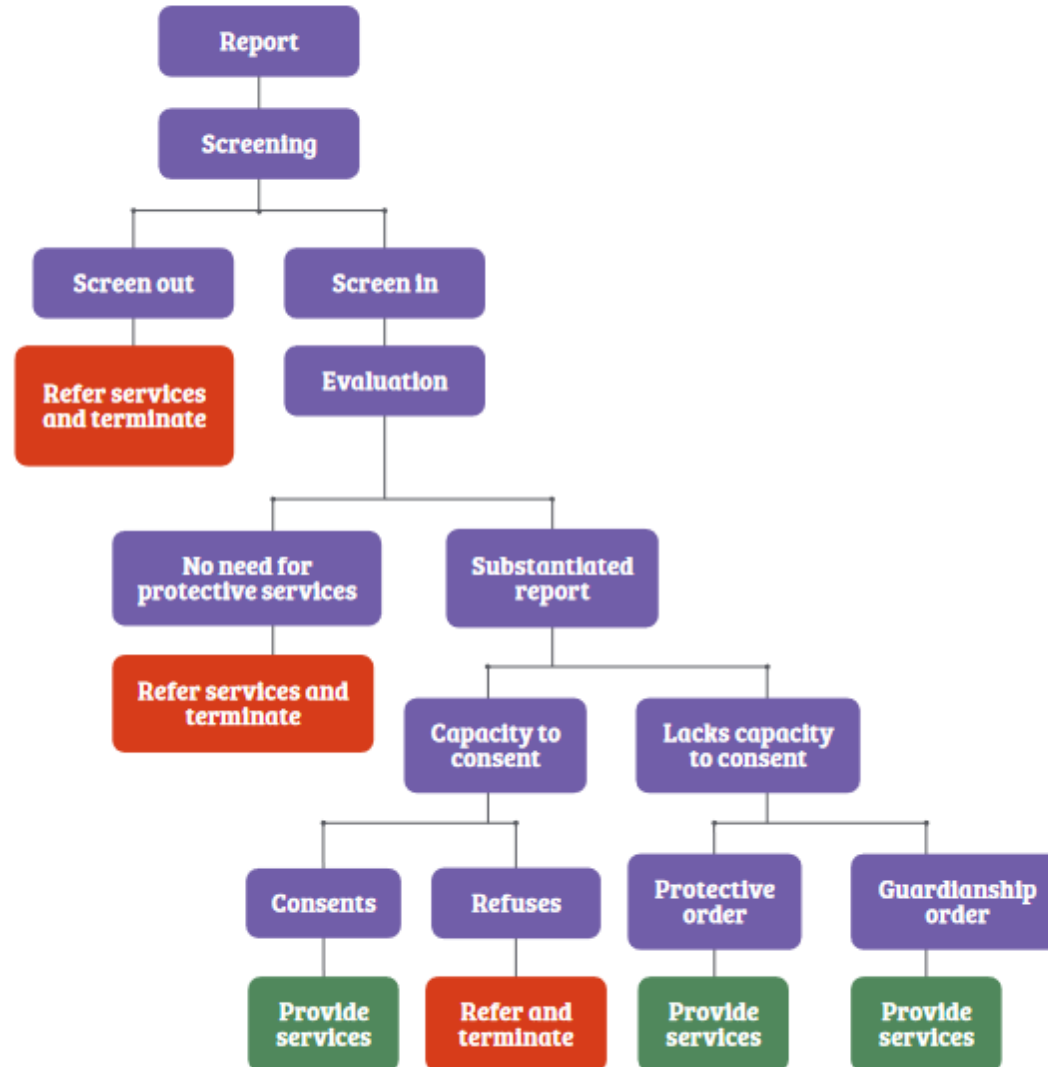 Report
Screening
Screen out
Screen in
Refer services
and terminate
Evaluation
No need for
protective services
Substantiated
report
Refer services and
terminate
Capacity to
consent
Lacks capacity
to consent
Consents
Refuses
Protective
order
Guardianship
order
Provide
services
Refer and
terminate
Provide
services
Provide
services